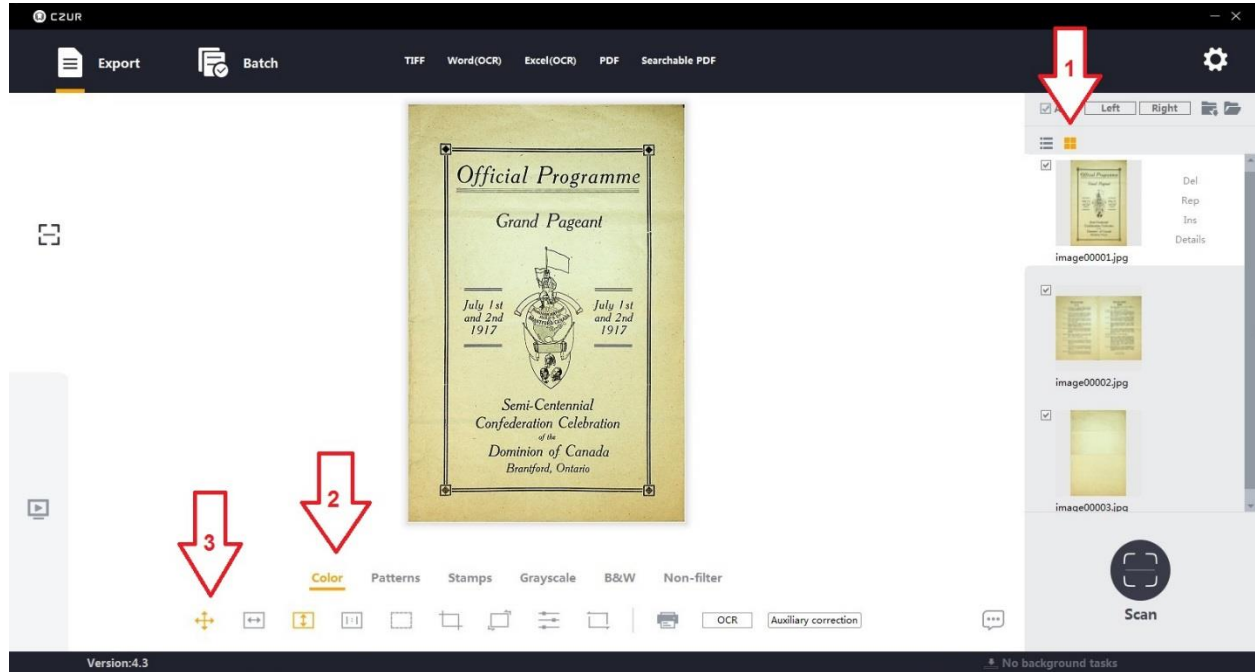 CZUR
Export
Batch
TIFF Word(OCR) Excel(OCR) PDF Searchable PDF
1
Left Right
Official Programme
Grand Pageant
July 1st
and 2nd
1917
July 1st
and 2nd
1917
Semi-Centennial
Confederation Celebration
of the
Dominion of Canada
Brantford, Ontario
Del
Rep
Ins
Details
image00001.jpg
image00002.jpg
image00003.jpg
2
3
Color Patterns Stamps Grayscale B&W Non-filter
OCR Auxiliary correction
Scan
Version:4.3
No background tasks